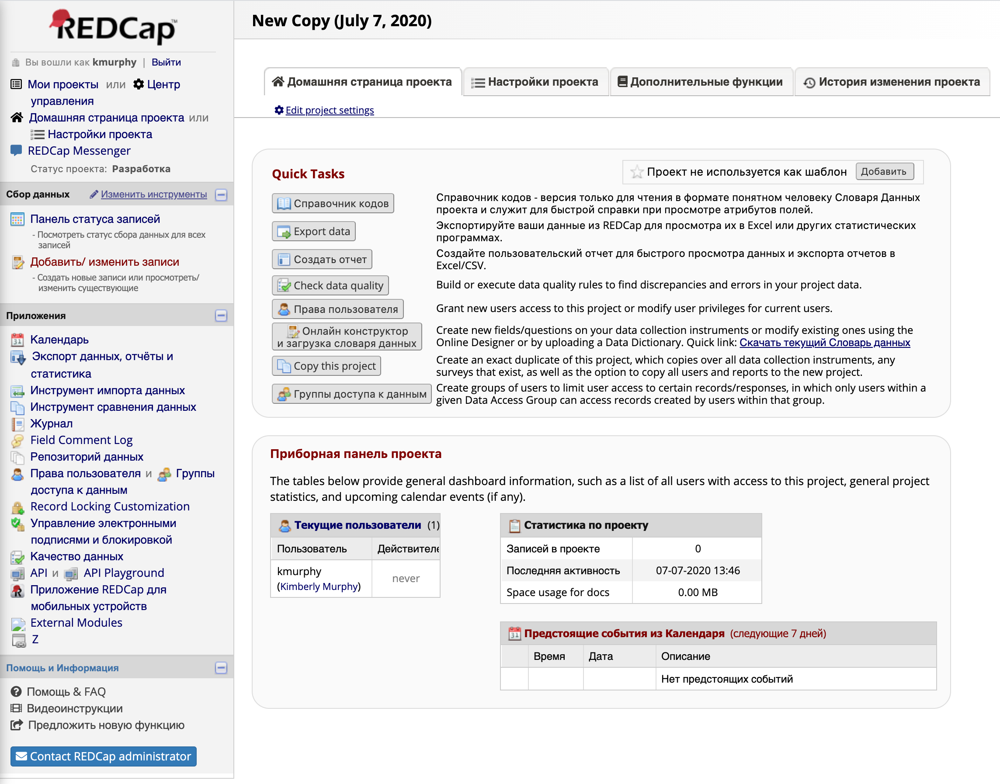 REDCap™
Вы вошли как kmurphy | Выйти
Мои проекты или Центр
управления
Домашняя страница проекта или
Настройки проекта
REDCap Messenger
Статус проекта: Разработка
Сбор данных Изменить инструменты
Панель статуса записей
- Посмотреть статус сбора данных для всех
записей
Добавить/ изменить записи
- Создать новые записи или просмотреть/
изменить существующие
Приложения
Календарь
Экспорт данных, отчёты и
статистика
Инструмент импорта данных
Инструмент сравнения данных
Журнал
Field Comment Log
Репозиторий данных
Права пользователя и Группы
доступа к данным
Record Locking Customization
Управление электронными
подписями и блокировкой
Качество данных
API и API Playground
Приложение REDCap для
мобильных устройств
External Modules
Z
Помощь и Информация
Помощь & FAQ
Видеоинструкции
Предложить новую функцию
Contact REDCap administrator
New Copy (July 7, 2020)
Домашняя страница проекта
Настройки проекта
Дополнительные функции
История изменения проекта
Edit project settings
Quick Tasks
Проект не используется как шаблон Добавить
Справочник кодов
Справочник кодов - версия только для чтения в формате понятном человеку Словаря Данных
проекта и служит для быстрой справки при просмотре атрибутов полей.
Export data
Экспортируйте ваши данные из REDCap для просмотра их в Excel или других статистических
программах.
Создать отчет
Создайте пользовательский отчет для быстрого просмотра данных и экспорта отчетов в
Excel/CSV.
Check data quality
Build or execute data quality rules to find discrepancies and errors in your project data.
Права пользователя
Grant new users access to this project or modify user privileges for current users.
Онлайн конструктор
и загрузка словаря данных
Create new fields/questions on your data collection instruments or modify existing ones using the
Online Designer or by uploading a Data Dictionary. Quick link: Скачать текущий Словарь данных
Copy this project
Create an exact duplicate of this project, which copies over all data collection instruments, any
surveys that exist, as well as the option to copy all users and reports to the new project.
Группы доступа к данным
Create groups of users to limit user access to certain records/responses, in which only users within a
given Data Access Group can access records created by users within that group.
Приборная панель проекта
The tables below provide general dashboard information, such as a list of all users with access to this project, general project
statistics, and upcoming calendar events (if any).
Текущие пользователи (1)
Пользователь
kmurphy
(Kimberly Murphy)
never
Статистика по проекту
Записей в проекте 0
Последняя активность 07-07-2020 13:46
Space usage for docs 0.00 MB
31 Предстоящие события из Календаря (следующие 7 дней)
Время Дата Описание
Нет предстоящих событий